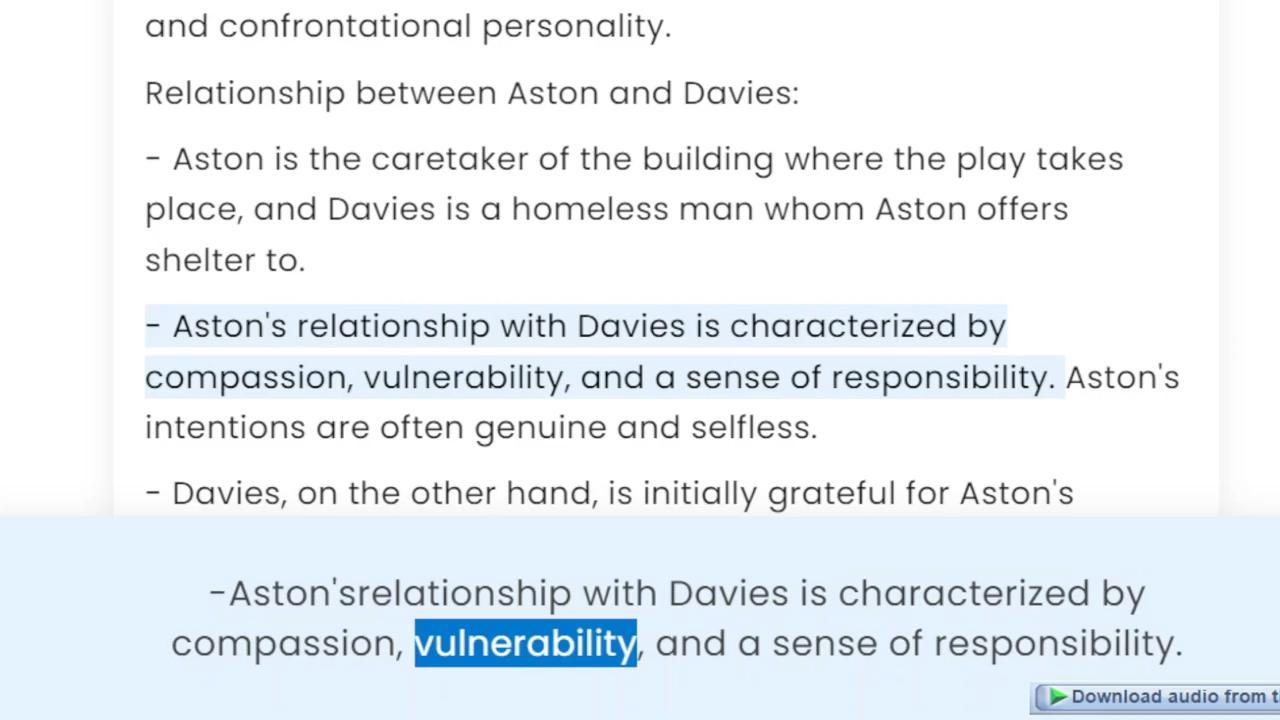 and confrontational personality.
Relationship between Aston and Davies:
- Aston is the caretaker of the building where the play takes
place, and Davies is a homeless man whom Aston offers
shelter to.
- Aston's relationship with Davies is characterized by
compassion, vulnerability, and a sense of responsibility. Aston's
intentions are often genuine and selfless.
- Davies, on the other hand, is initially grateful for Aston's
-Aston'srelationship with Davies is characterized by
compassion, vulnerability, and a sense of responsibility.
Download audio from t